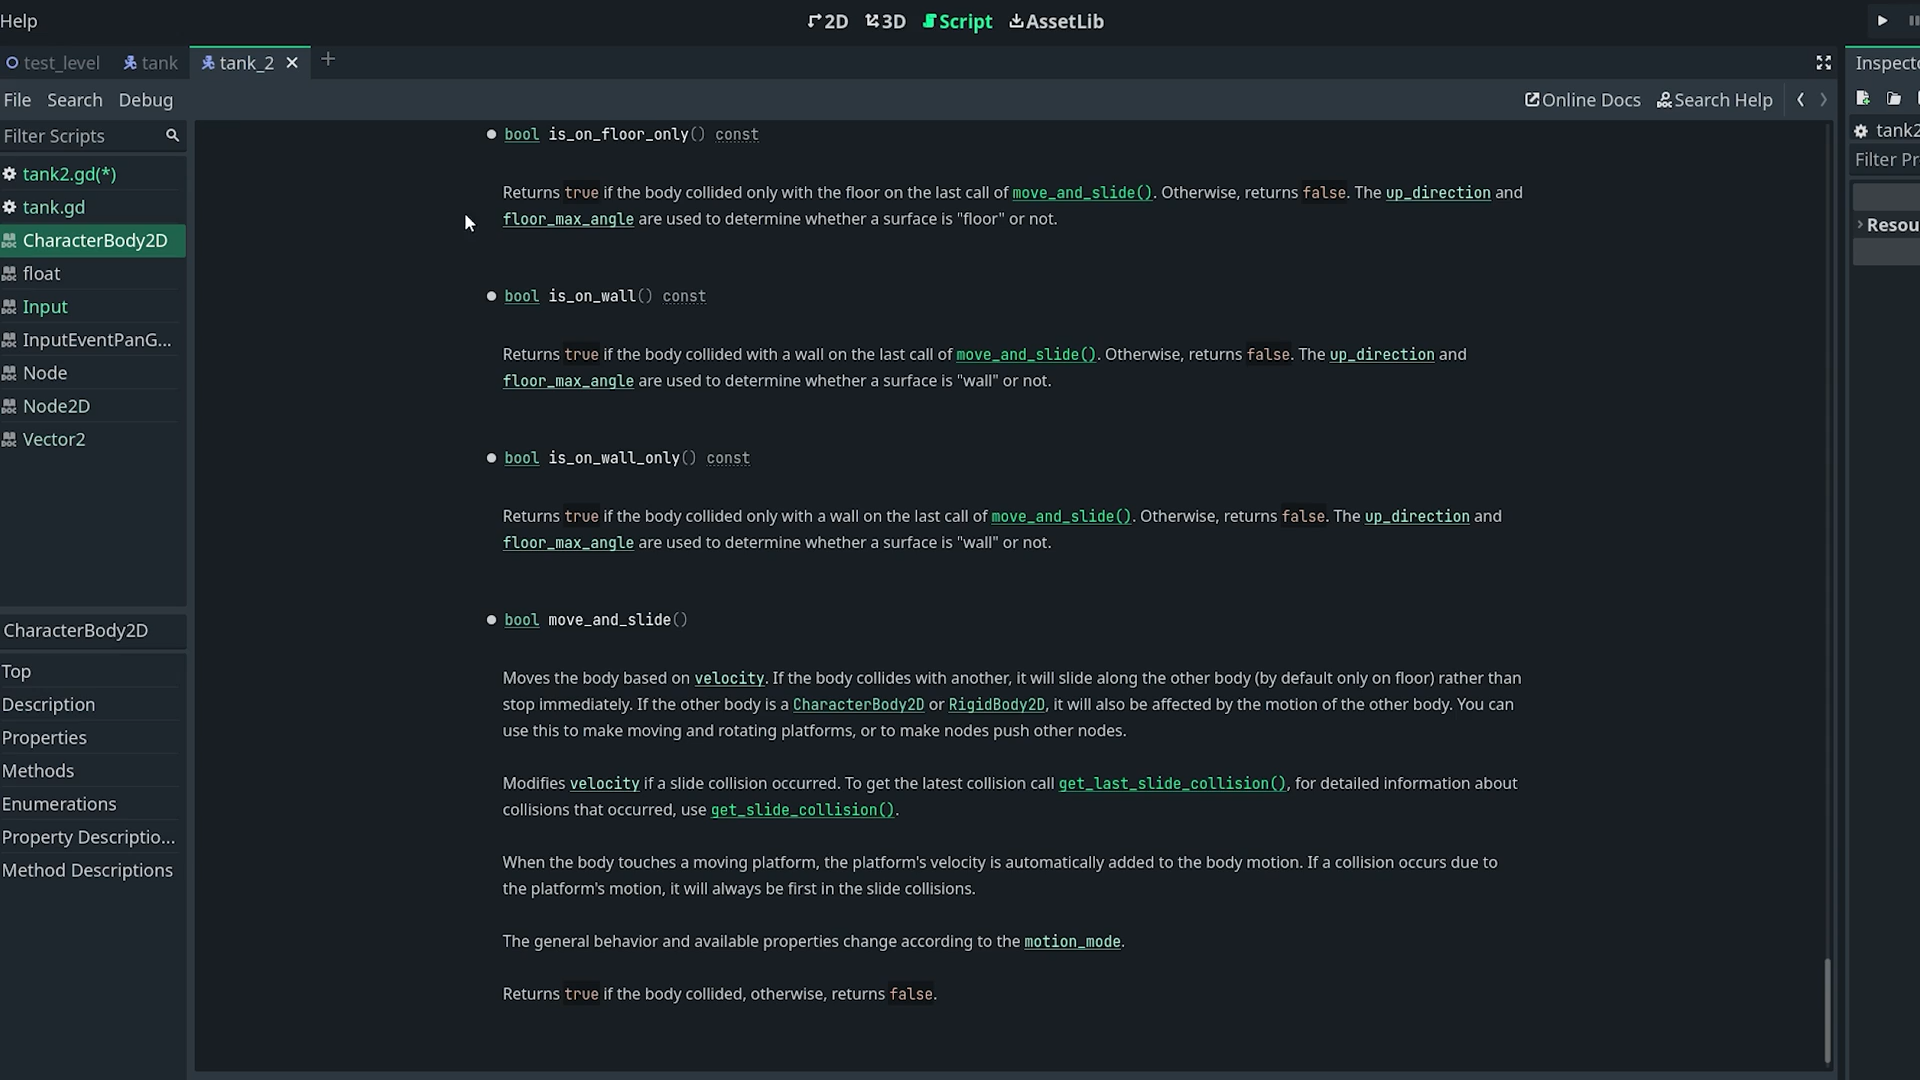 Help
2D 3D Script AssetLib
test_level tank tank_2
Inspecto
File Search Debug
Online Docs Search Help
Filter Scripts
tank2.gd(*)
tank.gd
CharacterBody2D
float
Input
InputEventPanG...
Node
Node2D
Vector2
CharacterBody2D
Top
Description
Properties
Methods
Enumerations
Property Descriptio...
Method Descriptions
bool is_on_floor_only() const
Returns true if the body collided only with the floor on the last call of move_and_slide(). Otherwise, returns false. The up_direction and
floor_max_angle are used to determine whether a surface is "floor" or not.
bool is_on_wall() const
Returns true if the body collided with a wall on the last call of move_and_slide(). Otherwise, returns false. The up_direction and
floor_max_angle are used to determine whether a surface is "wall" or not.
bool is_on_wall_only() const
Returns true if the body collided only with a wall on the last call of move_and_slide(). Otherwise, returns false. The up_direction and
floor_max_angle are used to determine whether a surface is "wall" or not.
bool move_and_slide()
Moves the body based on velocity. If the body collides with another, it will slide along the other body (by default only on floor) rather than
stop immediately. If the other body is a CharacterBody2D or RigidBody2D, it will also be affected by the motion of the other body. You can
use this to make moving and rotating platforms, or to make nodes push other nodes.
Modifies velocity if a slide collision occurred. To get the latest collision call get_last_slide_collision(), for detailed information about
collisions that occurred, use get_slide_collision().
When the body touches a moving platform, the platform's velocity is automatically added to the body motion. If a collision occurs due to
the platform's motion, it will always be first in the slide collisions.
The general behavior and available properties change according to the motion_mode.
Returns true if the body collided, otherwise, returns false.
tank2
Filter Pr
Resou